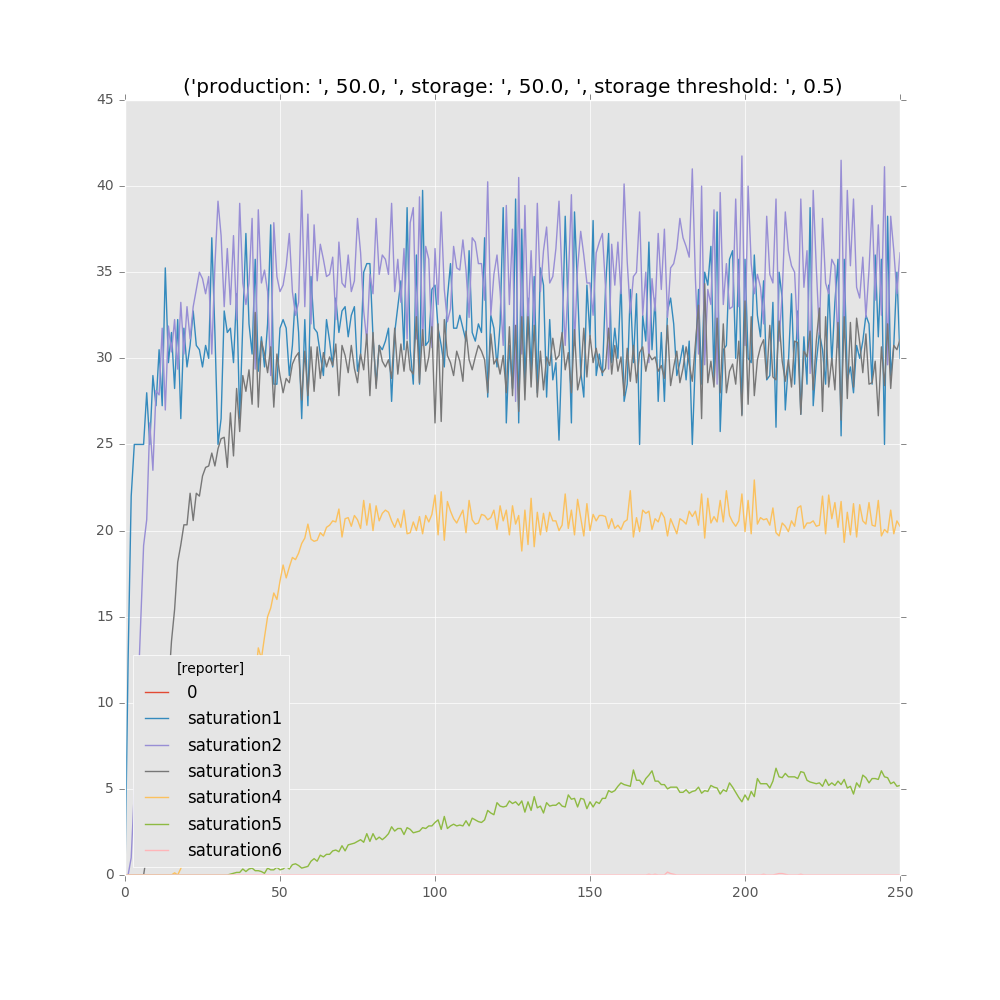 ('production: ', 50.0, ', storage: ', 50.0, ', storage threshold: ', 0.5)
45
40
35
30
25
20
15
10
5
0
[reporter]
0
saturation1
saturation2
saturation3
saturation4
saturation5
saturation6
0 50 100 150 200 250